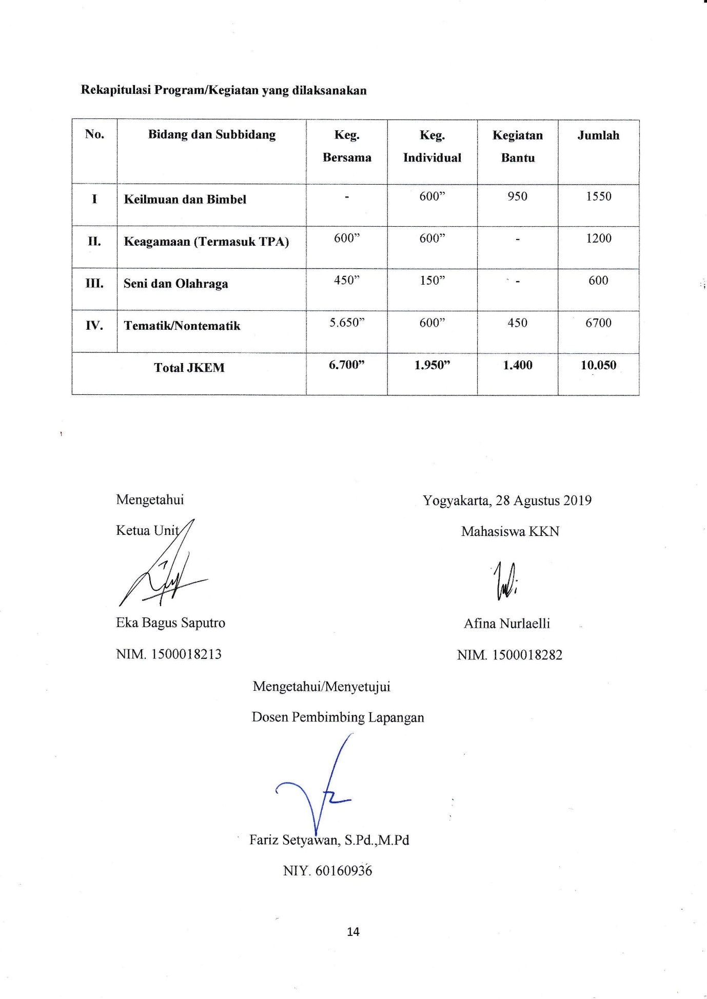 Rekapitulasi Program/Kegiatan yang dilaksanakan
No. Bidang dan Subbidang Keg. Bersama Keg. Individual Kegiatan Bantu Jumlah
I Keilmuan dan Bimbel - 600” 950 1550
II. Keagamaan (Termasuk TPA) 600” 600” - 1200
III. Seni dan Olahraga 450” 150” - 600
IV. Tematik/Nontematik 5.650” 600” 450 6700
Total JKEM 6.700” 1.950” 1.400 10.050
Mengetahui
Yogyakarta, 28 Agustus 2019
Ketua Unit
Mahasiswa KKN
Eka Bagus Saputro
Afina Nurlaelli
NIM. 1500018213
NIM. 1500018282
Mengetahui/Menyetujui
Dosen Pembimbing Lapangan
Fariz Setyawan, S.Pd.,M.Pd
NIY. 60160936
14